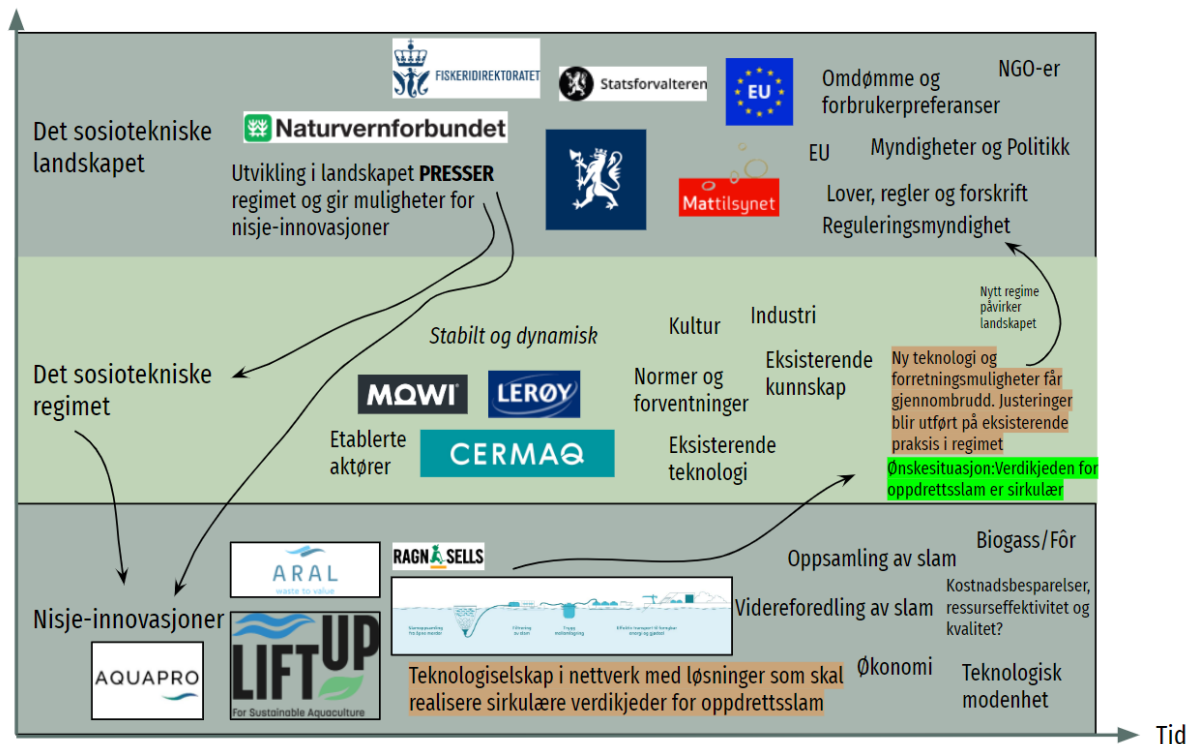 FISKERIDIREKTORATET
Statsforvalteren
EU
Omdømme og
forbrukerpreferanser
NGO-er
Naturvernforbundet
Det sosiotekniske
landskapet
Utvikling i landskapet PRESSER
regimet og gir muligheter for
nisje-innovasjoner
Mattilsynet
EU
Myndigheter og Politikk
Lover, regler og forskrift
Reguleringsmyndighet
Nytt regime
påvirker
landskapet
Stabilt og dynamisk
Kultur
Industri
Det sosiotekniske
regimet
MOWI
LERØY
Etablerte
aktører
CERMAQ
Normer og
forventninger
Eksisterende
kunnskap
Eksisterende
teknologi
Ny teknologi og
forretningsmuligheter får
gjennombrudd. Justeringer
blir utført på eksisterende
praksis i regimet
Ønskesituasjon:Verdikjeden for
oppdrettsslam er sirkulær
Nisje-innovasjoner
AQUAPRO
ARAL
waste to value
LIFTUP
For Sustainable Aquaculture
RAGN SELLS
Oppsamling av slam
Biogass/Fôr
Videreforedling av slam
Kostnadsbesparelser,
ressurseffektivitet og
kvalitet?
Teknologiselskap i nettverk med løsninger som skal
realisere sirkulære verdikjeder for oppdrettsslam
Økonomi
Teknologisk
modenhet
Tid